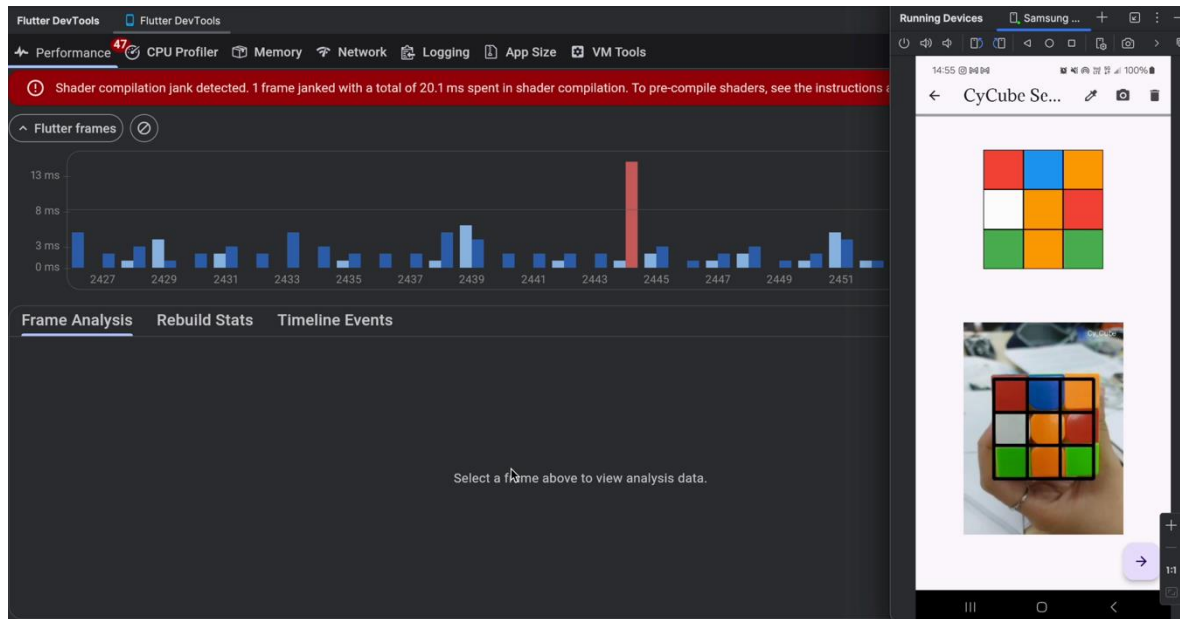 Flutter DevTools
Flutter DevTools
Performance
47
CPU Profiler
Memory
Network
Logging
App Size
VM Tools
Shader compilation jank detected. 1 frame janked with a total of 20.1 ms spent in shader compilation. To pre-compile shaders, see the instructions a
Flutter frames
13 ms
8 ms
3 ms
0 ms
2427 2429 2431 2433 2435 2437 2439 2441 2443 2445 2447 2449 2451
Frame Analysis
Rebuild Stats
Timeline Events
Select a frame above to view analysis data.
Running Devices
Samsung ...
14:55
100%
CyCube Se...
Cy_Cube
1:1